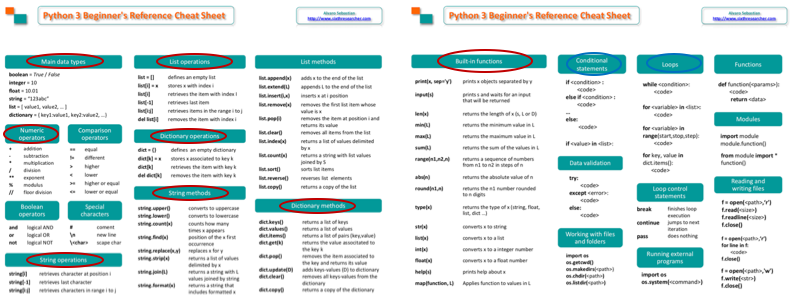 Python 3 Beginner's Reference Cheat Sheet
Alvaro Sebastian
http://www.sixthresearcher.com
Main data types
boolean = True / False
integer = 10
float = 10.01
string = "123abc"
list = [ value1, value2, ... ]
dictionary = { key1:value1, key2:value2, ...}
Numeric operators
+ addition
- subtraction
* multiplication
/ division
** exponent
% modulus
// floor division
Comparison operators
== equal
!= different
> higher
< lower
>= higher or equal
<= lower or equal
Boolean operators
and logical AND
or logical OR
not logical NOT
Special characters
# coment
\n new line
\<char> scape char
String operations
string[i] retrieves character at position i
string[-1] retrieves last character
string[i:j] retrieves characters in range i to j
List operations
list = [] defines an empty list
list[i] = x stores x with index i
list[i] retrieves the item with index i
list[-1] retrieves last item
list[i:j] retrieves items in the range i to j
del list[i] removes the item with index i
Dictionary operations
dict = {} defines an empty dictionary
dict[k] = x stores x associated to key k
dict[k] retrieves the item with key k
del dict[k] removes the item with key k
String methods
string.upper() converts to uppercase
string.lower() converts to lowercase
string.count(x) counts how many
times x appears
string.find(x) position of the x first
occurrence
string.replace(x,y) replaces x for y
string.strip(x) returns a list of values
delimited by x
string.join(L) returns a string with L
values joined by string
string.format(x) returns a string that
includes formatted x
List methods
list.append(x) adds x to the end of the list
list.extend(L) appends L to the end of the list
list.insert(i,x) inserts x at i position
list.remove(x) removes the first list item whose
value is x
list.pop(i) removes the item at position i and
returns its value
list.clear() removes all items from the list
list.index(x) returns a list of values delimited
by x
list.count(x) returns a string with list values
joined by S
list.sort() sorts list items
list.reverse() reverses list elements
list.copy() returns a copy of the list
Dictionary methods
dict.keys() returns a list of keys
dict.values() returns a list of values
dict.items() returns a list of pairs (key,value)
dict.get(k) returns the value asociatted to
the key k
dict.pop() removes the item associated to
the key and returns its value
dict.update(D) adds keys-values (D) to dictionary
dict.clear() removes all keys-values from the
dictionary
dict.copy() returns a copy of the dictionary
Python 3 Beginner's Reference Cheat Sheet
Alvaro Sebastian
http://www.sixthresearcher.com
Built-in functions
print(x, sep='y') prints x objects separated by y
input(s) prints s and waits for an input
that will be returned
len(x) returns the length of x (s, L or D)
min(L) returns the minimum value in L
max(L) returns the maximum value in L
sum(L) returns the sum of the values in L
range(n1,n2,n) returns a sequence of numbers
from n1 to n2 in steps of n
abs(n) returns the absolute value of n
round(n1,n) returns the n1 number rounded
to n digits
type(x) returns the type of x (string, float,
list, dict ...)
str(x) converts x to string
list(x) converts x to a list
int(x) converts x to a integer number
float(x) converts x to a float number
help(s) prints help about x
map(function, L) Applies function to values in L
Conditional statements
if <condition> :
<code>
else if <condition> :
<code>
...
else:
<code>
if <value> in <list>:
Data validation
try:
<code>
except <error>:
<code>
else:
<code>
Working with files and folders
import os
os.getcwd()
os.makedirs(<path>)
os.chdir(<path>)
os.listdir(<path>)
Loops
while <condition>:
<code>
for <variable> in <list>:
<code>
for <variable> in
range(start,stop,step):
<code>
for key, value in
dict.items():
<code>
Loop control statements
break finishes loop
execution
continue jumps to next
iteration
pass does nothing
Running external programs
import os
os.system(<command>)
Functions
def function(<params>):
<code>
return <data>
Modules
import module
module.function()
from module import *
function()
Reading and writing files
f = open(<path>,'r')
f.read(<size>)
f.readline(<size>)
f.close()
f = open(<path>,'r')
for line in f:
<code>
f.close()
f = open(<path>,'w')
f.write(<str>)
f.close()